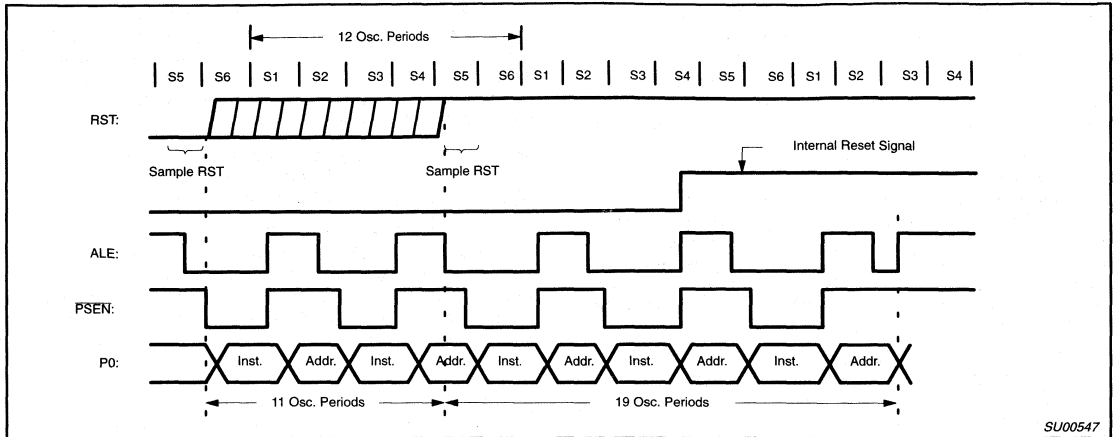 12 Osc. Periods
S5 S6 S1 S2 S3 S4 S5 S6 S1 S2 S3 S4 S5 S6 S1 S2 S3 S4
RST:
Internal Reset Signal
Sample RST Sample RST
ALE:
PSEN:
P0: Inst. Addr. Inst. Addr. Inst. Addr. Inst. Addr. Inst. Addr.
11 Osc. Periods 19 Osc. Periods
SU00547